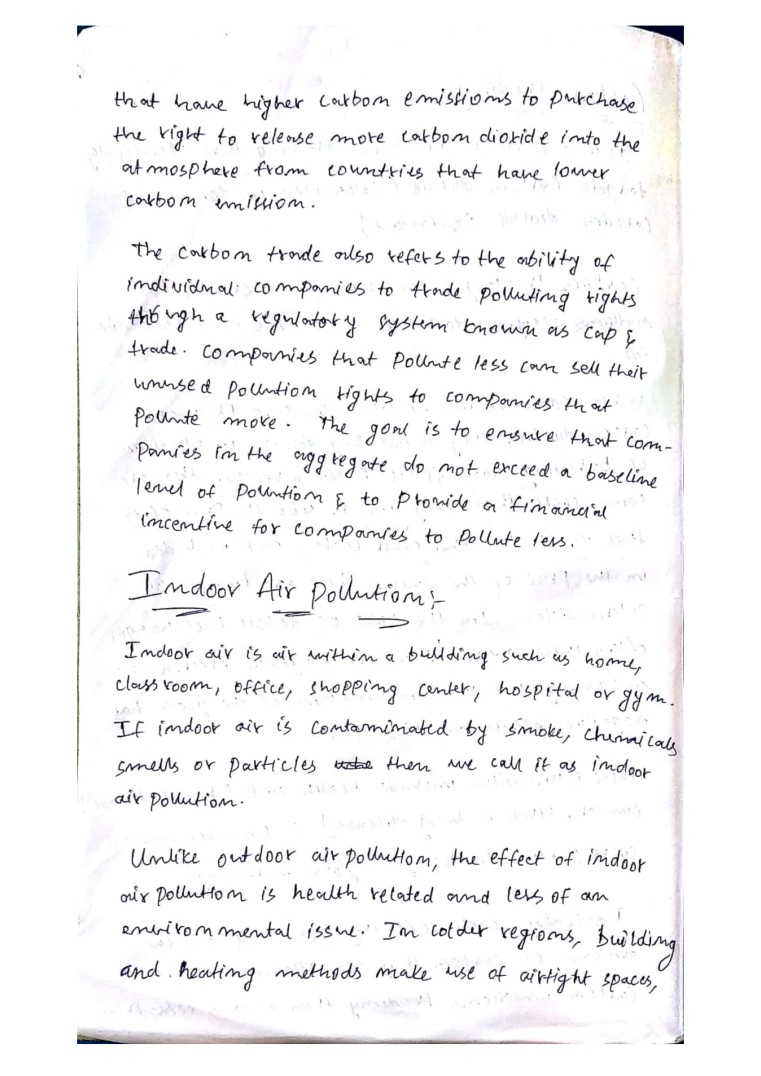 that have higher carbon emissions to purchase
the right to release more carbon dioxide into the
atmosphere from countries that have lower
carbon emission.
The carbon trade also refers to the ability of
individual companies to trade polluting rights
through a regulatory system known as cap &
trade. Companies that pollute less can sell their
unused pollution rights to companies that
pollute more. The goal is to ensure that com-
panies in the aggregate do not exceed a baseline
level of pollution & to provide a financial
incentive for companies to pollute less.
Indoor Air Pollution:-
Indoor air is air within a building such as home,
classroom, office, shopping center, hospital or gym.
If indoor air is contaminated by smoke, chemicals
smells or particles then we call it as indoor
air pollution.
Unlike outdoor air pollution, the effect of indoor
air pollution is health related and less of an
environmental issue. In colder regions, building
and heating methods make use of airtight spaces,